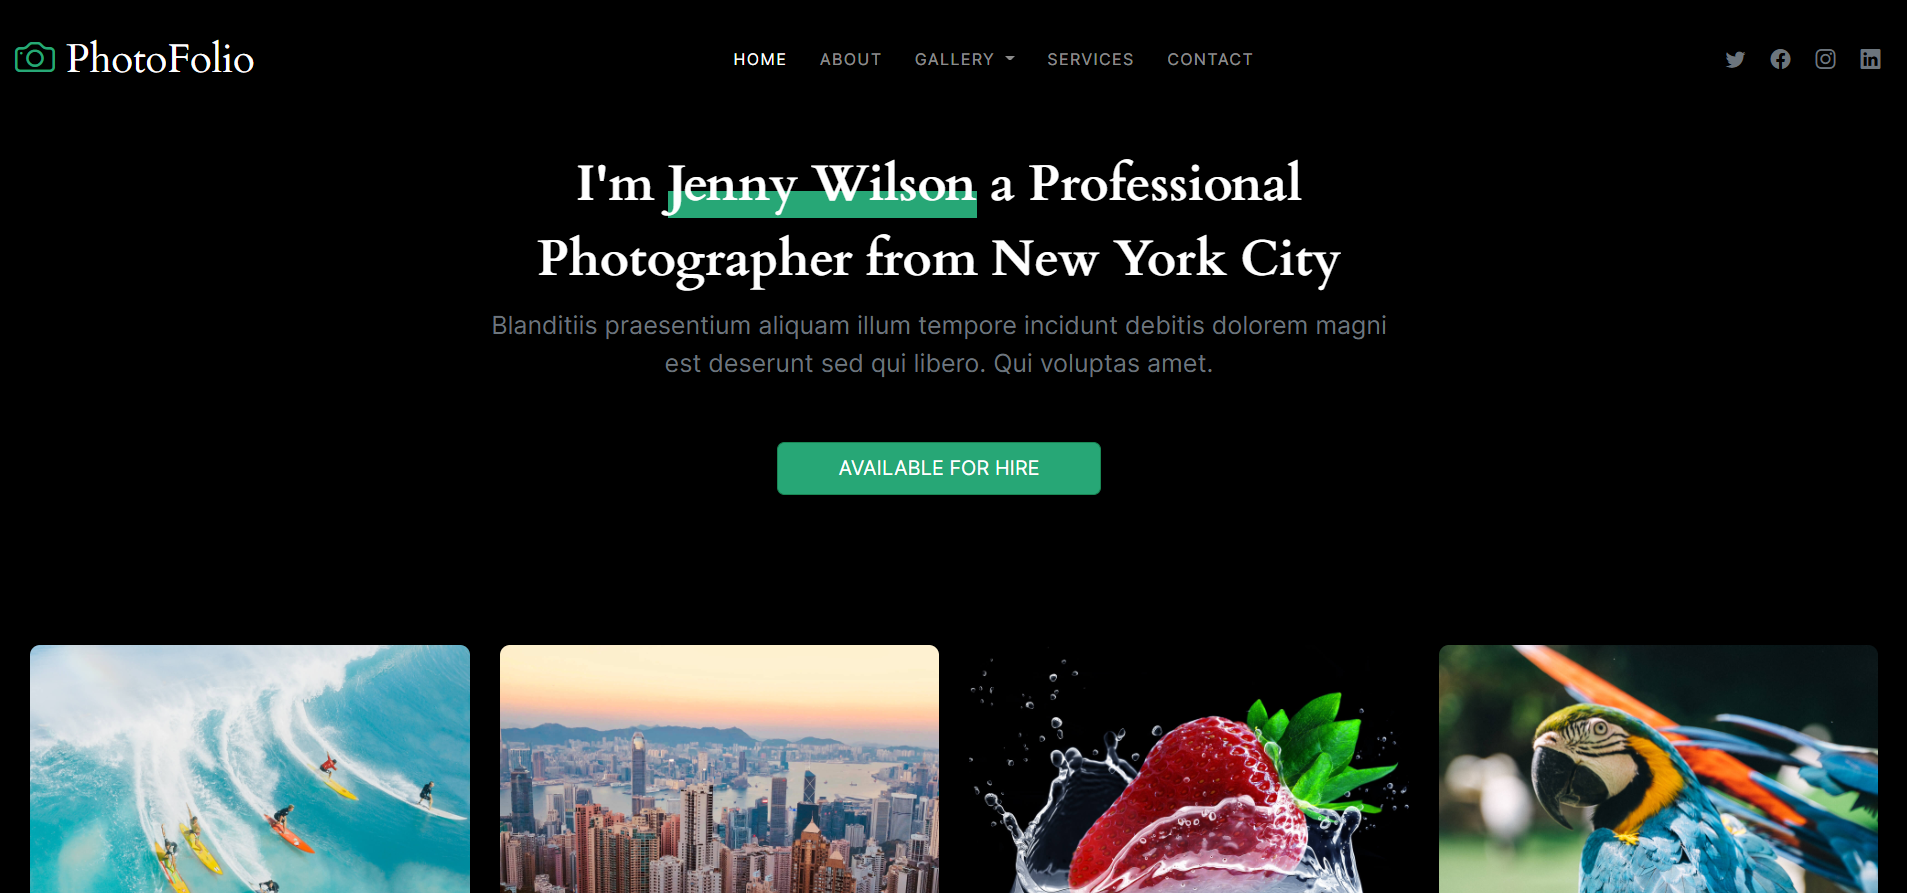 PhotoFolio
HOME ABOUT GALLERY SERVICES CONTACT
I'm Jenny Wilson a Professional
Photographer from New York City
Blanditiis praesentium aliquam illum tempore incidunt debitis dolorem magni
est deserunt sed qui libero. Qui voluptas amet.
AVAILABLE FOR HIRE